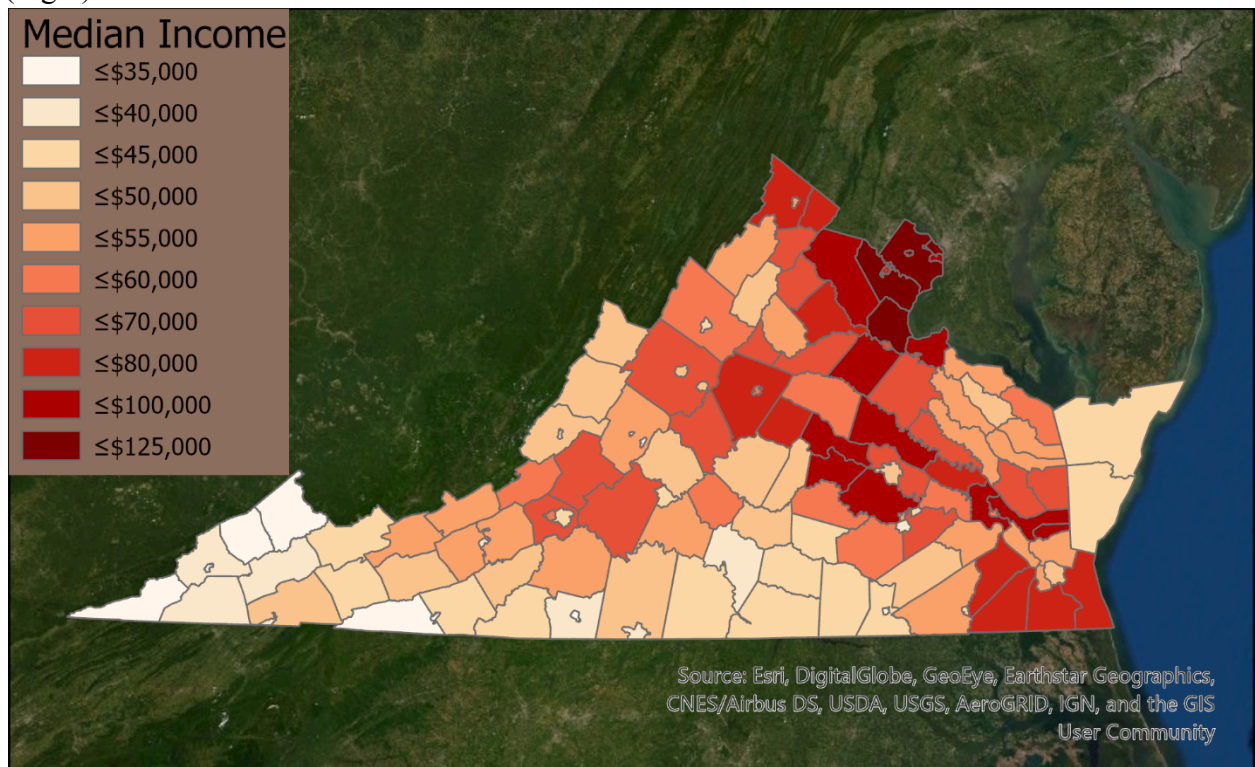 Median Income
≤$35,000
≤$40,000
≤$45,000
≤$50,000
≤$55,000
≤$60,000
≤$70,000
≤$80,000
≤$100,000
≤$125,000
Source: Esri, DigitalGlobe, GeoEye, Earthstar Geographics,
CNES/Airbus DS, USDA, USGS, AeroGRID, IGN, and the GIS
User Community